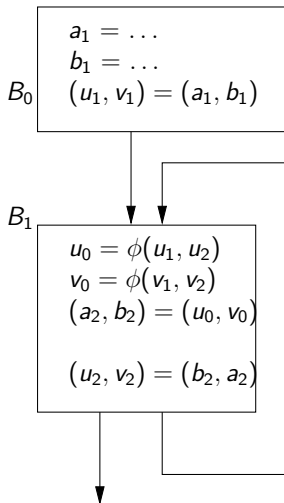 a₁ = …
b₁ = …
B₀
(u₁, v₁) = (a₁, b₁)
B₁
u₀ = ϕ(u₁, u₂)
v₀ = ϕ(v₁, v₂)
(a₂, b₂) = (u₀, v₀)
(u₂, v₂) = (b₂, a₂)